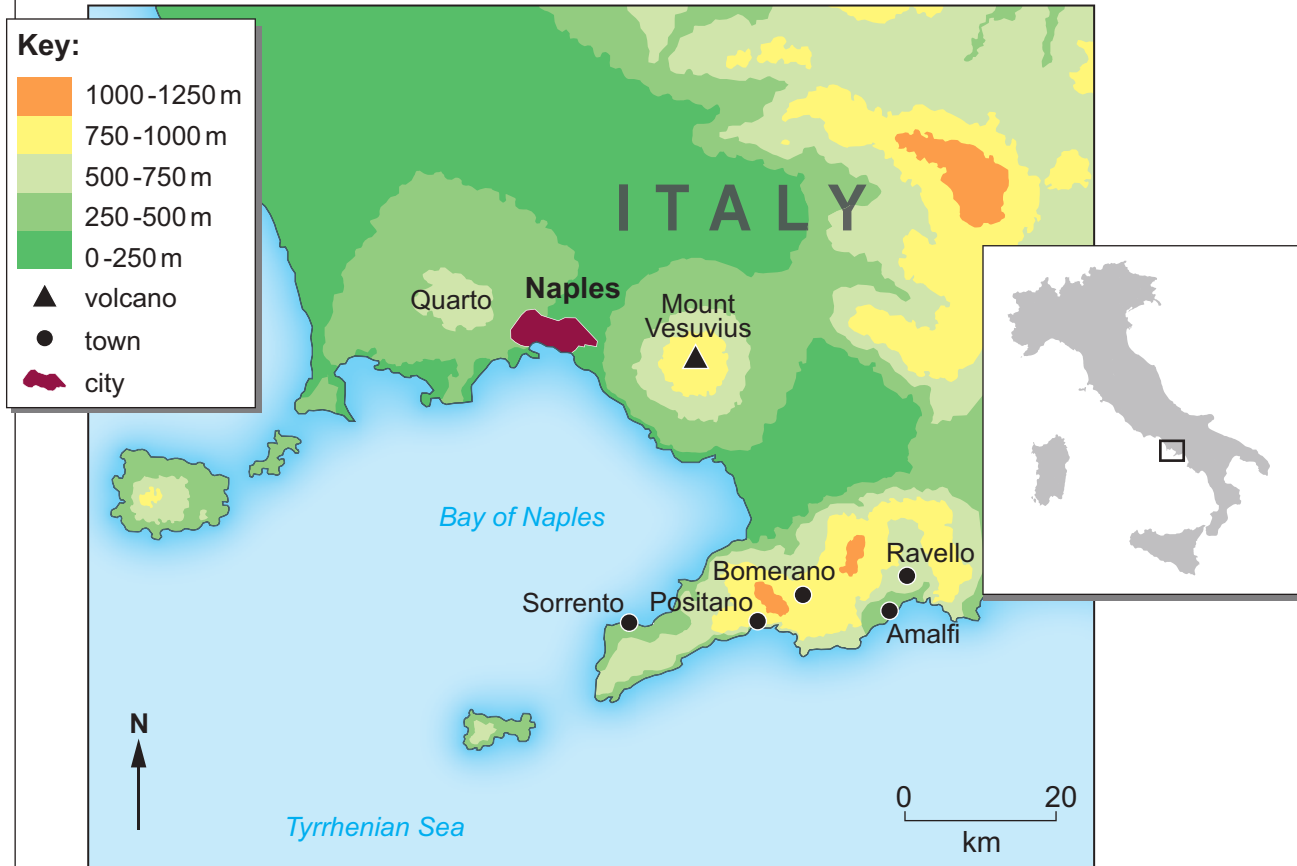 Key:
1000-1250 m
750-1000 m
500-750 m
250-500 m
0-250 m
volcano
town
city
ITALY
Quarto
Naples
Mount
Vesuvius
Bay of Naples
Ravello
Bomerano
Sorrento
Positano
Amalfi
N
0
20
km
Tyrrhenian Sea